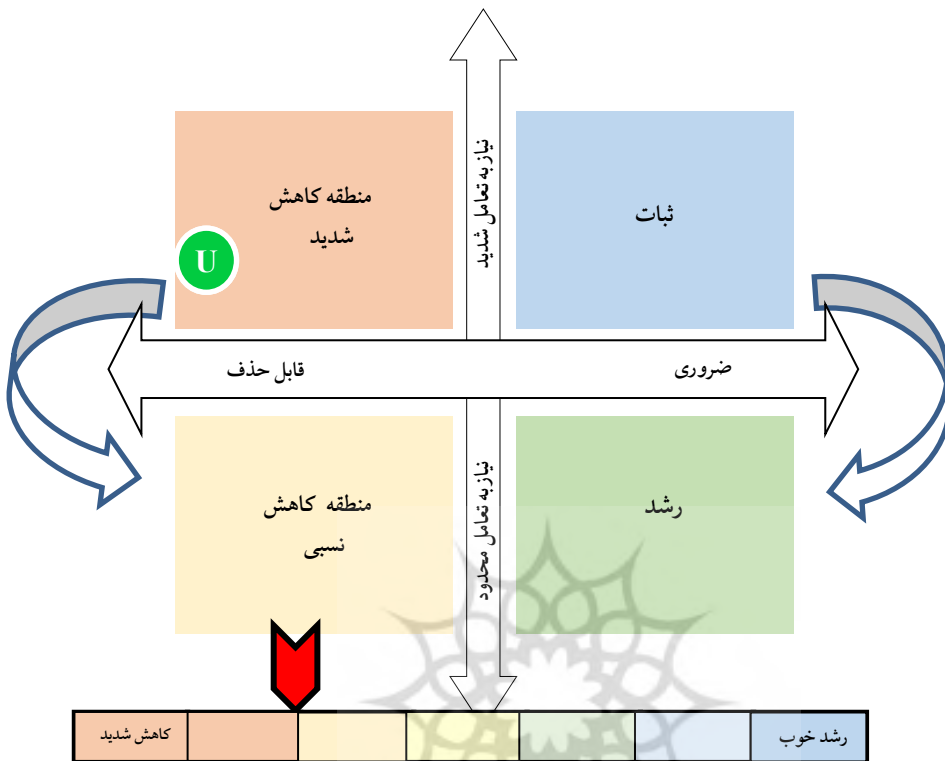 نیاز به تعامل شدید
ثبات
منطقه کاهش
شدید
U
ضروری
قابل حذف
رشد
منطقه کاهش
نسبی
نیاز به تعامل محدود
رشد خوب
کاهش شدید